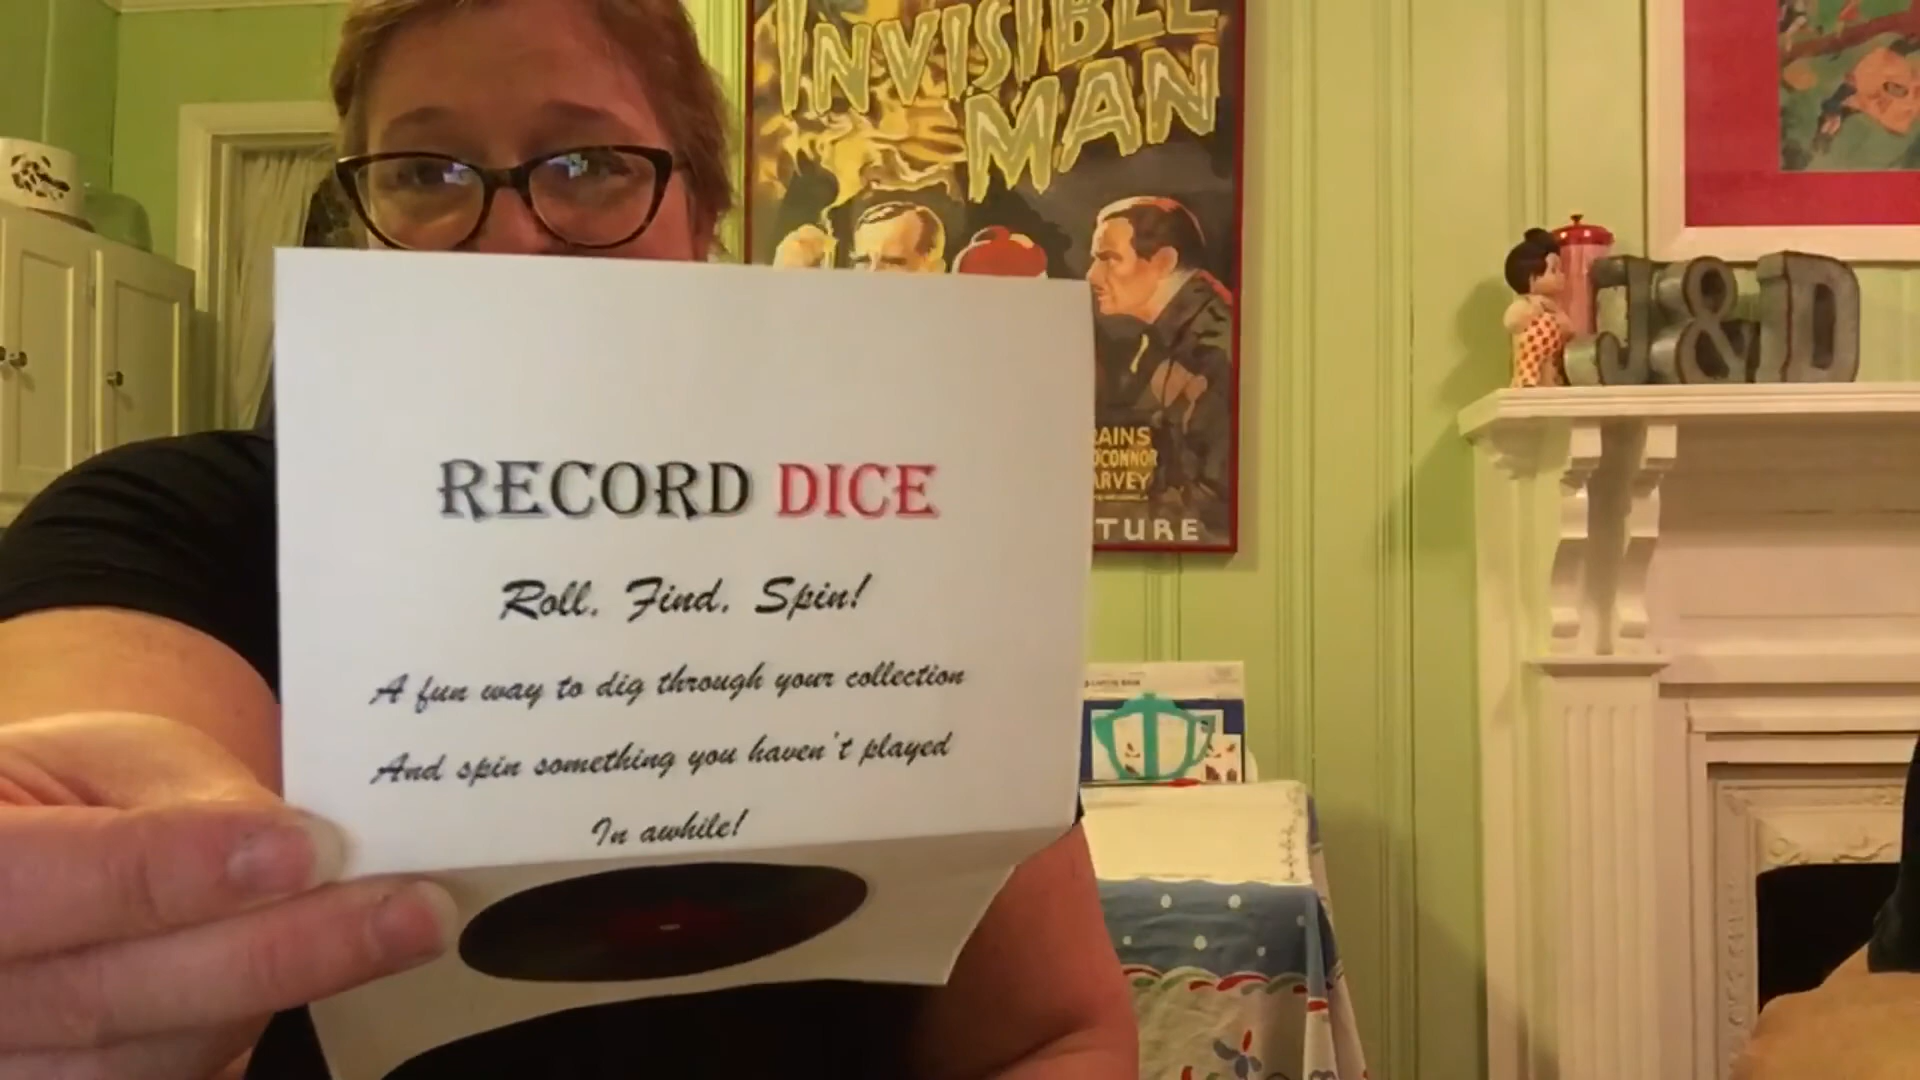 INVISIBLE
MAN
RAINS
O'CONNOR
ARVEY
TURE
J&D
RECORD DICE
Roll. Find. Spin!
A fun way to dig through your collection
And spin something you haven't played
In awhile!